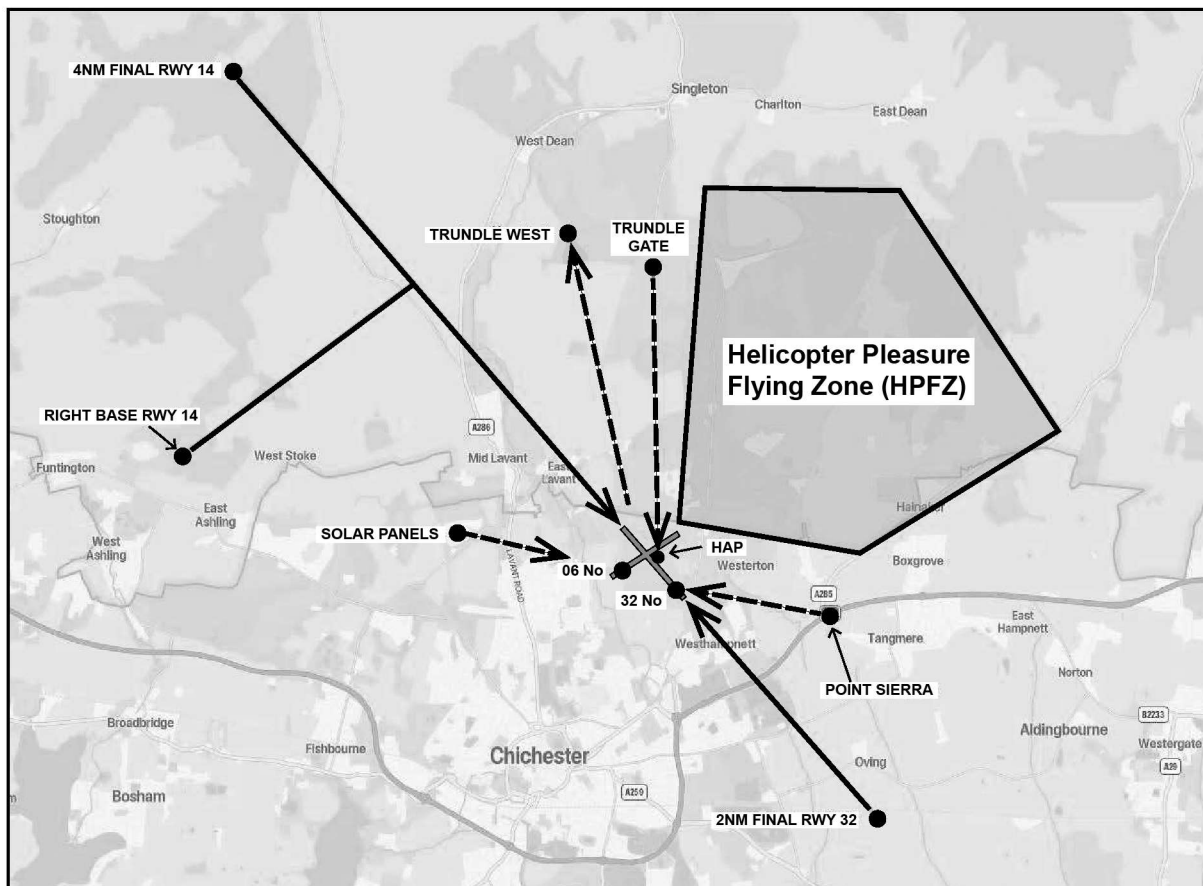 4NM FINAL RWY 14
Singleton
Charlton
East Dean
West Dean
Stoughton
TRUNDLE WEST
TRUNDLE
GATE
Helicopter Pleasure
Flying Zone (HPFZ)
RIGHT BASE RWY 14
A286
Funtington
West Stoke
Mid Lavant
East
Lavant
Halnaker
East
Ashling
West
Ashling
SOLAR PANELS
LAVANT ROAD
HAP
06 No
Westerton
Boxgrove
32 No
A285
East
Hampnett
Westhampnett
Tangmere
Norton
POINT SIERRA
Broadbridge
Fishbourne
Chichester
Aldingbourne
B2233
Westergate
A29
Oving
Bosham
A259
2NM FINAL RWY 32